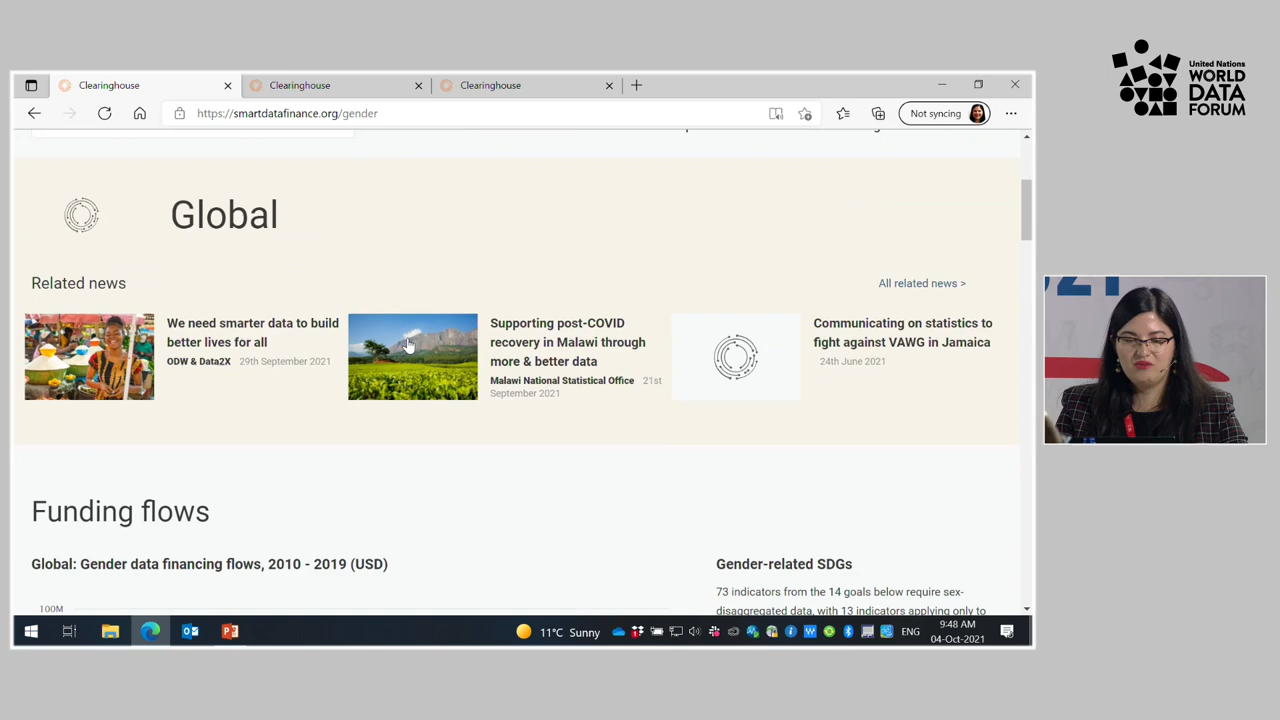 Clearinghouse
Clearinghouse
Clearinghouse
https://smartdatafinance.org/gender
Not syncing
Global
Related news
All related news >
We need smarter data to build
better lives for all
ODW & Data2X 29th September 2021
Supporting post-COVID
recovery in Malawi through
more & better data
Malawi National Statistical Office 21st
September 2021
Communicating on statistics to
fight against VAWG in Jamaica
24th June 2021
Funding flows
Global: Gender data financing flows, 2010 - 2019 (USD)
100M
Gender-related SDGs
73 indicators from the 14 goals below require sex-
disaggregated data, with 13 indicators applying only to
11°C Sunny
ENG
9:48 AM
04-Oct-2021
United Nations
WORLD
DATA
FORUM